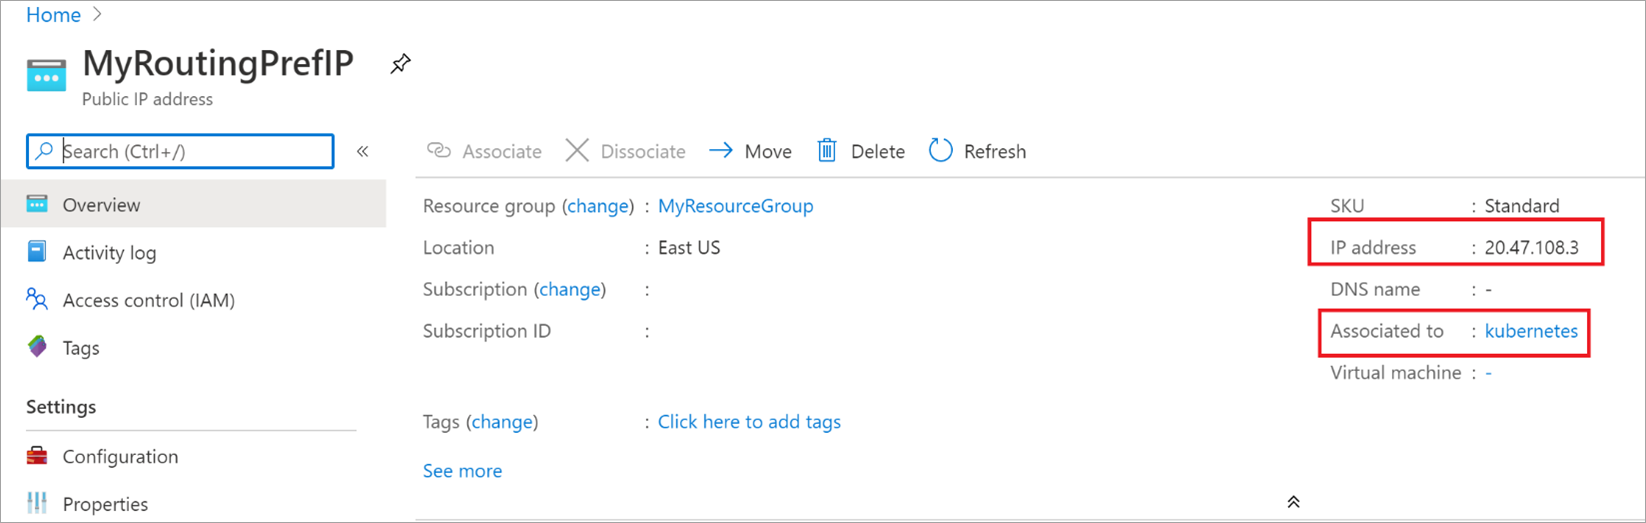 Home >
MyRoutingPrefIP
Public IP address
Search (Ctrl+/)
«
Associate
Dissociate
Move
Delete
Refresh
Overview
Activity log
Access control (IAM)
Tags
Settings
Configuration
Properties
Resource group (change) : MyResourceGroup
Location : East US
Subscription (change) :
Subscription ID :
Tags (change) : Click here to add tags
See more
SKU : Standard
IP address : 20.47.108.3
DNS name : -
Associated to : kubernetes
Virtual machine : -